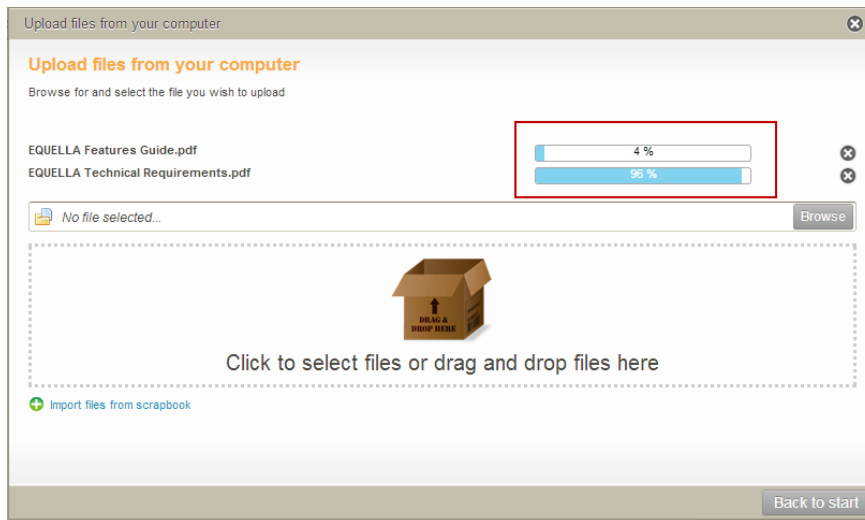 Upload files from your computer
Upload files from your computer
Browse for and select the file you wish to upload
EQUELLA Features Guide.pdf 4 %
EQUELLA Technical Requirements.pdf 96 %
No file selected... Browse
DRAG &
DROP HERE
Click to select files or drag and drop files here
Import files from scrapbook
Back to start